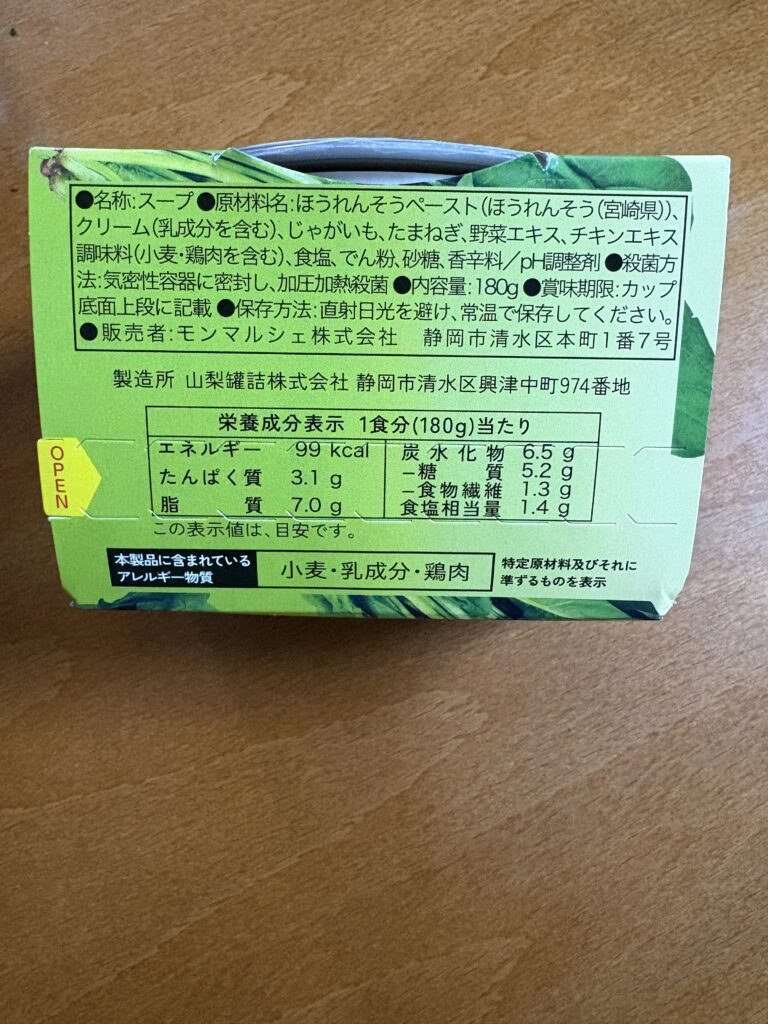 ●名称:スープ ●原材料名:ほうれんそうペースト(ほうれんそう(宮崎県))、
クリーム(乳成分を含む)、じゃがいも、たまねぎ、野菜エキス、チキンエキス
調味料(小麦・鶏肉を含む)、食塩、でん粉、砂糖、香辛料/pH調整剤 ●殺菌方
法:気密性容器に密封し、加圧加熱殺菌 ●内容量:180g ●賞味期限:カップ
底面上段に記載 ●保存方法:直射日光を避け、常温で保存してください。
●販売者:モンマルシェ株式会社 静岡市清水区本町1番7号
製造所 山梨罐詰株式会社 静岡市清水区興津中町974番地
栄養成分表示 1食分(180g)当たり
エネルギー 99 kcal
たんぱく質 3.1 g
脂質 7.0 g
炭水化物 6.5 g
−糖質 5.2 g
−食物繊維 1.3 g
食塩相当量 1.4 g
この表示値は、目安です。
OPEN
本製品に含まれている
アレルギー物質
小麦・乳成分・鶏肉
特定原材料及びそれに
準ずるものを表示